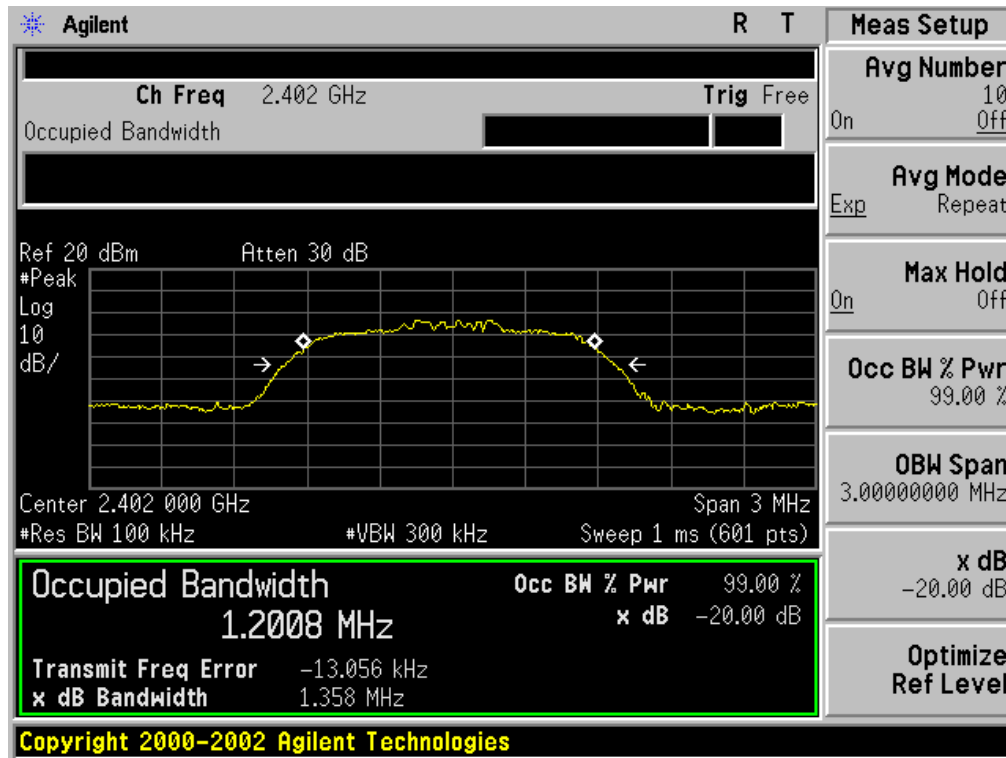 Agilent R T
Ch Freq 2.402 GHz Trig Free
Occupied Bandwidth
Ref 20 dBm Atten 30 dB
#Peak
Log
10
dB/
Center 2.402 000 GHz Span 3 MHz
#Res BW 100 kHz #VBW 300 kHz Sweep 1 ms (601 pts)
Occupied Bandwidth Occ BW % Pwr 99.00 %
1.2008 MHz x dB -20.00 dB
Transmit Freq Error -13.056 kHz
x dB Bandwidth 1.358 MHz
Copyright 2000-2002 Agilent Technologies
Meas Setup
Avg Number
10
On Off
Avg Mode
Exp Repeat
Max Hold
On Off
Occ BW % Pwr
99.00 %
OBW Span
3.00000000 MHz
x dB
-20.00 dB
Optimize
Ref Level